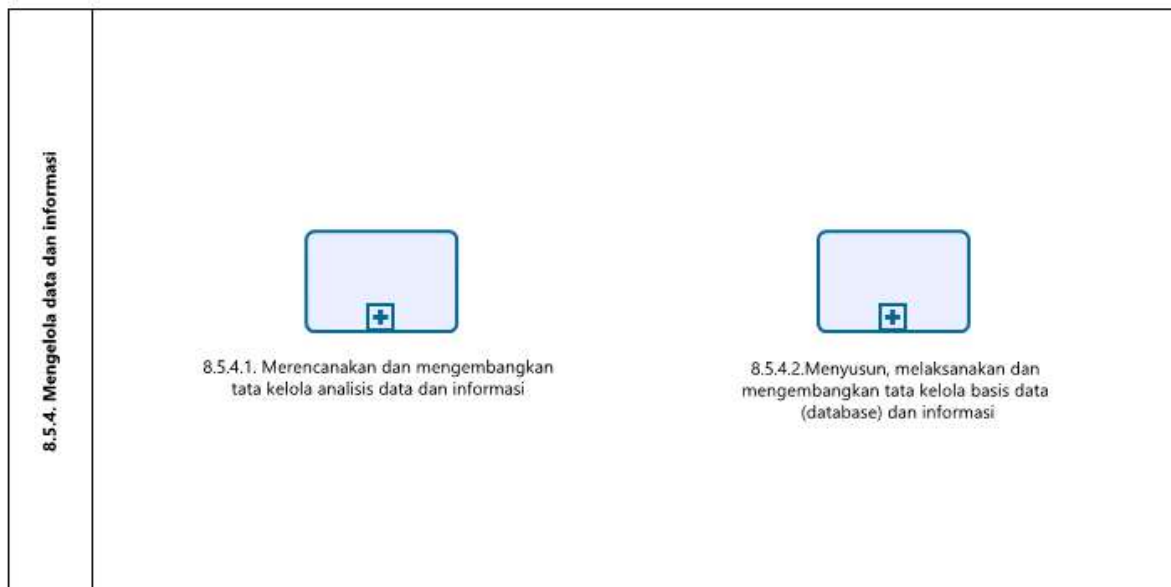 8.5.4. Mengelola data dan informasi
8.5.4.1. Merencanakan dan mengembangkan
tata kelola analisis data dan informasi
8.5.4.2.Menyusun, melaksanakan dan
mengembangkan tata kelola basis data
(database) dan informasi